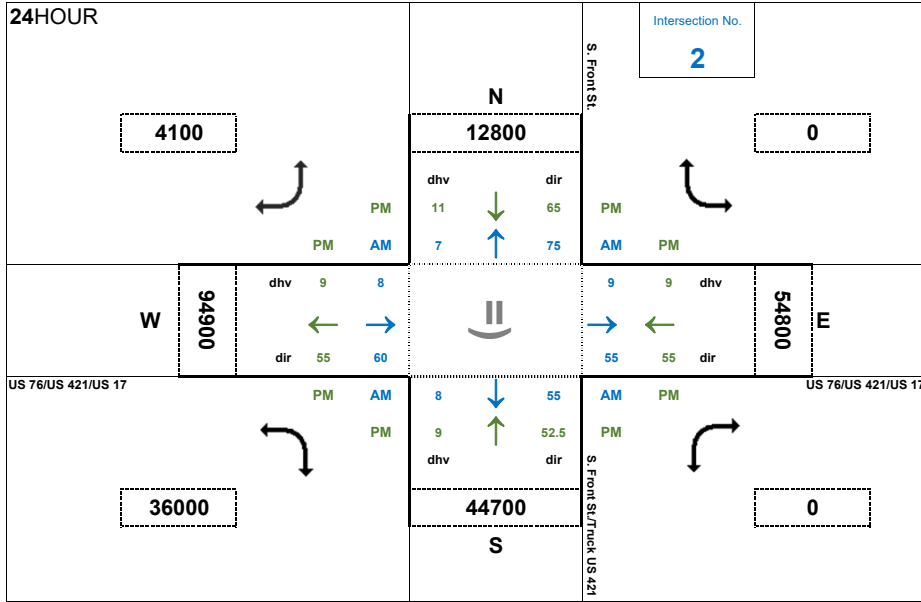 24HOUR
Intersection No.
2
S. Front St.
N
4100
12800
0
dhv
dir
PM
11
65
PM
PM
AM
7
75
AM
PM
dhv
9
8
9
9
dhv
W
94900
54800
E
dir
55
60
55
55
dir
US 76/US 421/US 17
US 76/US 421/US 17
PM
AM
8
55
AM
PM
PM
9
52.5
PM
dhv
dir
S. Front St./Truck US 421
36000
44700
0
S